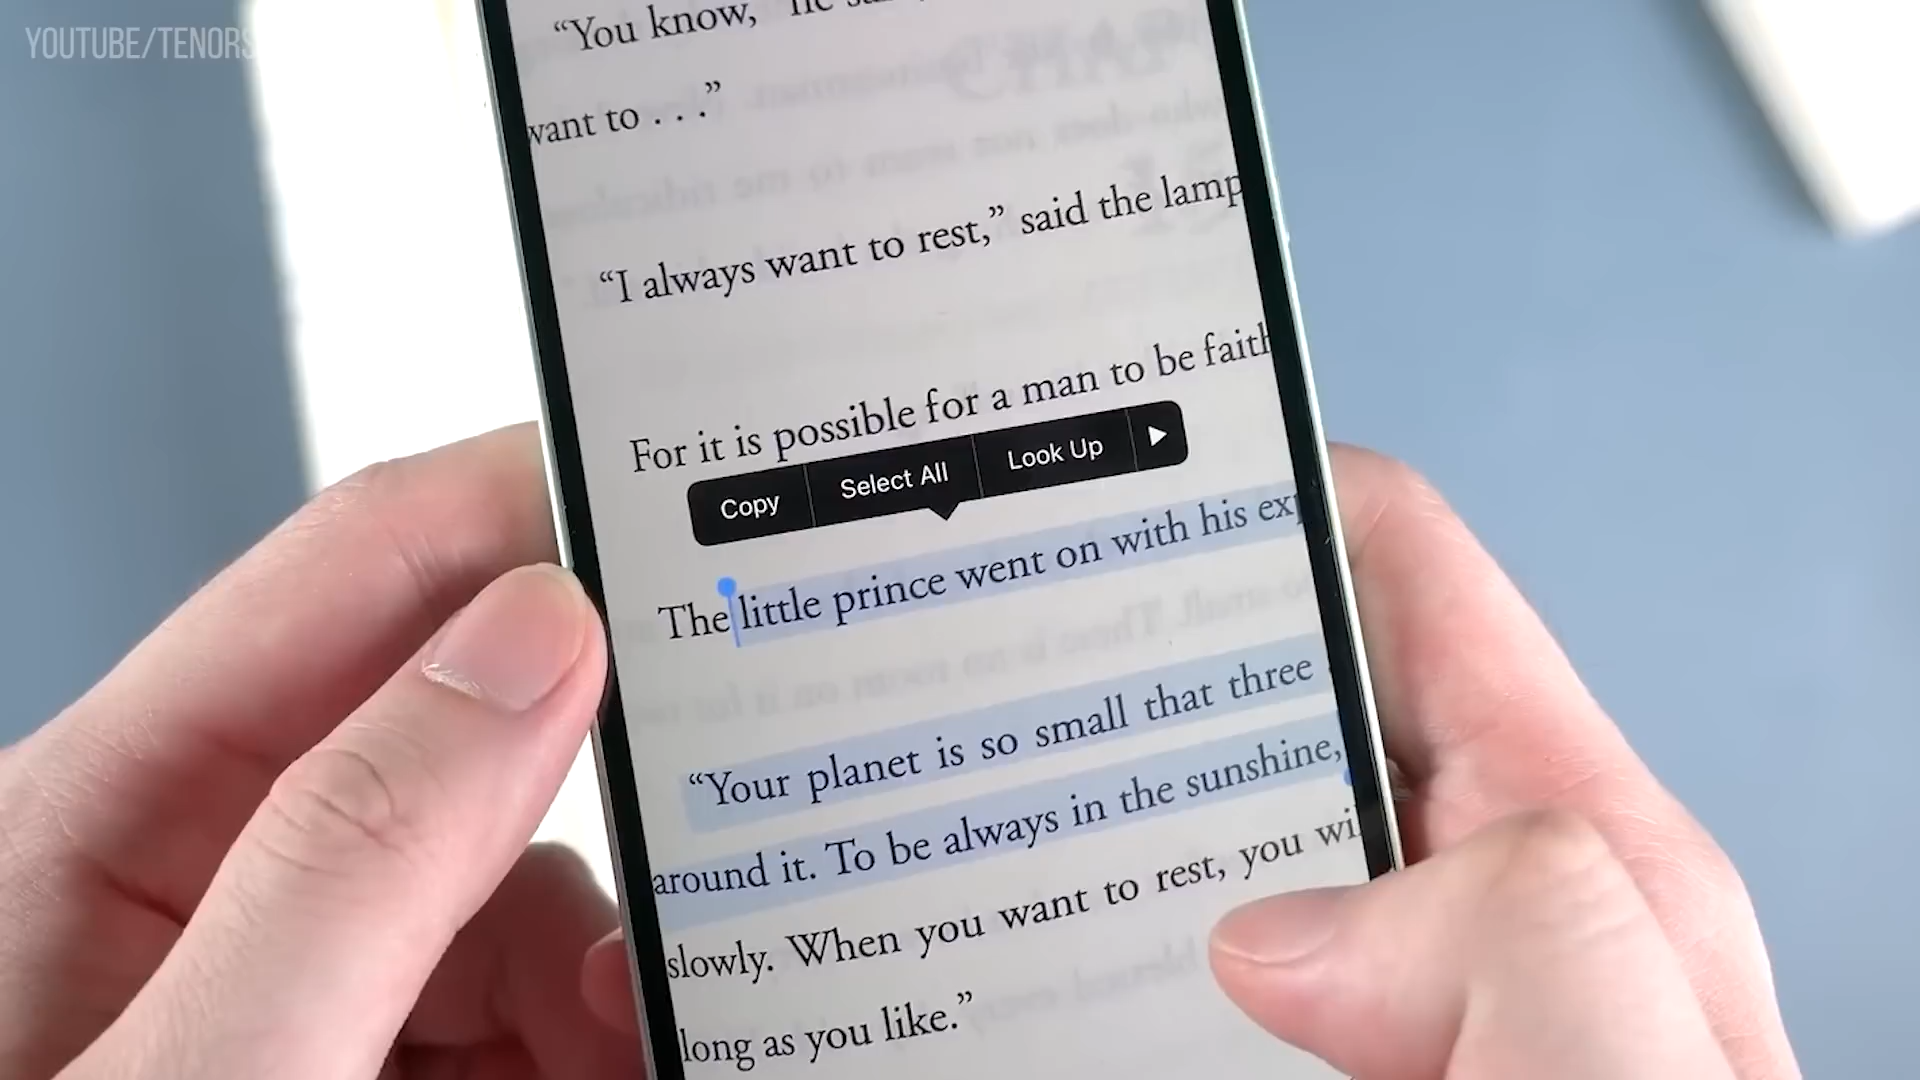 YOUTUBE/TENORS
“You know,” he
want to . . .”
“I always want to rest,” said the lamp
For it is possible for a man to be faith
Copy Select All Look Up
The little prince went on with his exp
“Your planet is so small that three
around it. To be always in the sunshine,
slowly. When you want to rest, you wil
long as you like.”